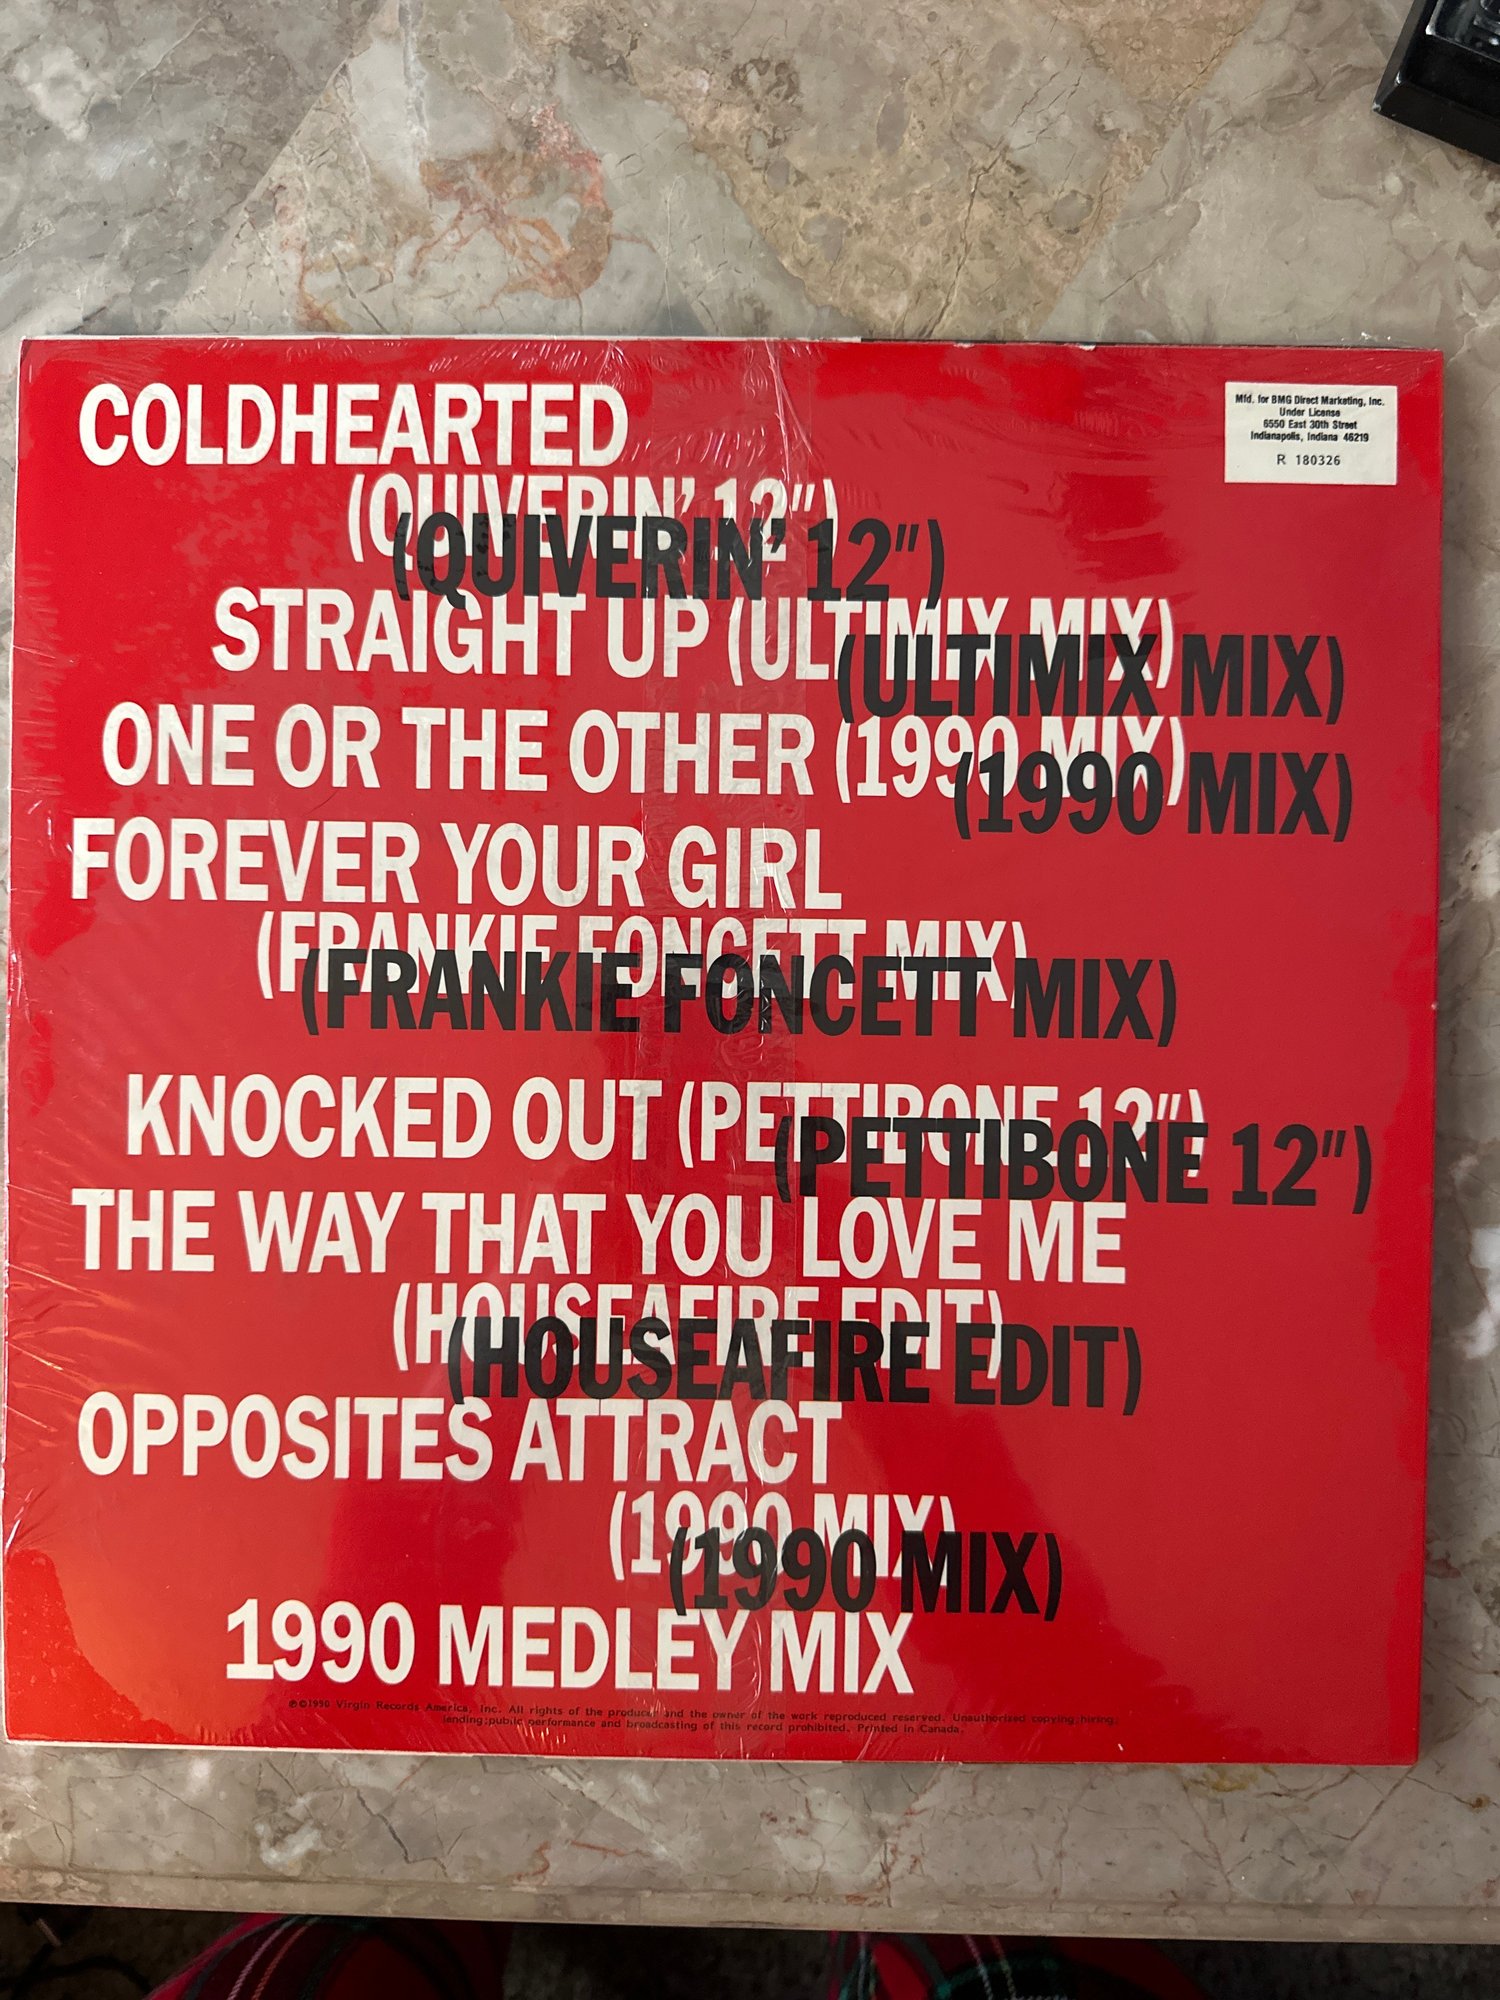 COLDHEARTED
(QUIVERIN' 12")
(QUIVERIN' 12")
STRAIGHT UP (ULTIMIX MIX)
(ULTIMIX MIX)
ONE OR THE OTHER (1990 MIX)
(1990 MIX)
FOREVER YOUR GIRL
(FRANKIE FONCETT MIX)
(FRANKIE FONCETT MIX)
KNOCKED OUT (PETTIBONE 12")
(PETTIBONE 12")
THE WAY THAT YOU LOVE ME
(HOUSEAFIRE EDIT)
(HOUSEAFIRE EDIT)
OPPOSITES ATTRACT
(1990 MIX)
(1990 MIX)
1990 MEDLEY MIX
℗©1990 Virgin Records America, Inc. All rights of the producer and the owner of the work reproduced reserved. Unauthorized copying, hiring,
lending, public performance and broadcasting of this record prohibited. Printed in Canada.
Mfd. for BMG Direct Marketing, Inc.
Under License
6550 East 30th Street
Indianapolis, Indiana 46219
R 180326